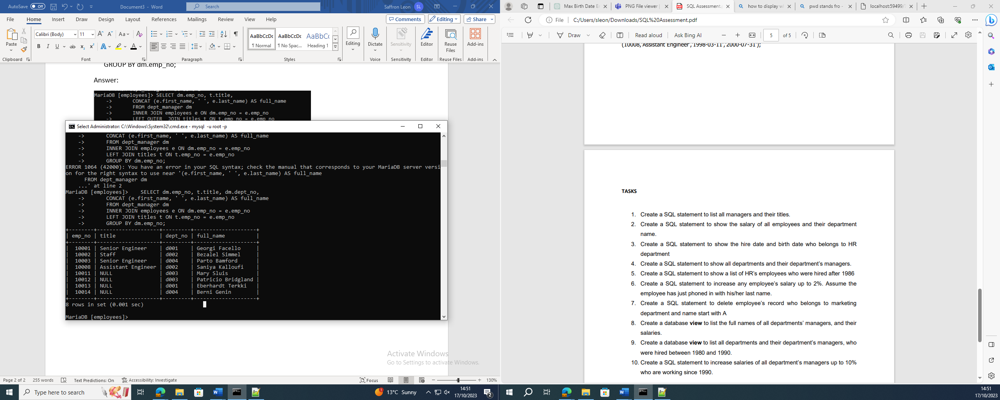 AutoSave Off Document3 - Word Search Saffron Leon SL
File Home Insert Draw Design Layout References Mailings Review View Help Comments Editing Share
Paste Calibri (Body) 11 Aa AaBbCcDc AaBbCcDc AaBbCc Editing Dictate Sensitivity Editor Reuse Files Add-ins
B I U ab x₂ x² A A ¶ Normal ¶ No Spac... Heading 1
Clipboard Font Paragraph Styles Voice Sensitivity Editor Reuse Files Add-ins
GROUP BY dm.emp_no;
Answer:
MariaDB [employees]> SELECT dm.emp_no, t.title,
-> CONCAT (e.first_name, ' ', e.last_name) AS full_name
-> FROM dept_manager dm
-> INNER JOIN employees e ON dm.emp_no = e.emp_no
-> LEFT OUTER JOIN titles t ON t.emp_no = e.emp_no
Select Administrator: C:\Windows\System32\cmd.exe - mysql -u root -p
-> CONCAT (e.first_name, ' ', e.last_name) AS full_name
-> FROM dept_manager dm
-> INNER JOIN employees e ON dm.emp_no = e.emp_no
-> LEFT JOIN titles t ON t.emp_no = e.emp_no
-> GROUP BY dm.emp_no;
ERROR 1064 (42000): You have an error in your SQL syntax; check the manual that corresponds to your MariaDB server versi
on for the right syntax to use near '(e.first_name, ' ', e.last_name) AS full_name
FROM dept_manager dm
...' at line 2
MariaDB [employees]> SELECT dm.emp_no, t.title, dm.dept_no,
-> CONCAT (e.first_name, ' ', e.last_name) AS full_name
-> FROM dept_manager dm
-> INNER JOIN employees e ON dm.emp_no = e.emp_no
-> LEFT JOIN titles t ON t.emp_no = e.emp_no
-> GROUP BY dm.emp_no;
+--------+--------------------+---------+--------------------+
| emp_no | title | dept_no | full_name |
+--------+--------------------+---------+--------------------+
| 10001 | Senior Engineer | d001 | Georgi Facello |
| 10002 | Staff | d002 | Bezalel Simmel |
| 10003 | Senior Engineer | d004 | Parto Bamford |
| 10008 | Assistant Engineer | d002 | Saniya Kalloufi |
| 10011 | NULL | d003 | Mary Sluis |
| 10012 | NULL | d003 | Patricio Bridgland |
| 10013 | NULL | d001 | Eberhardt Terkki |
| 10014 | NULL | d004 | Berni Genin |
+--------+--------------------+---------+--------------------+
8 rows in set (0.001 sec)
MariaDB [employees]>
Activate Windows
Go to Settings to activate Windows.
Page 2 of 2 255 words Text Predictions: On Accessibility: Investigate Focus 130%
Type here to search 1 13°C Sunny 14:51 17/10/2023 2
Max Birth Date E PNG File viewer SQL Assessment. how to display w pwd stands fro - localhost:59499/
File C:/Users/sleon/Downloads/SQL%20Assessment.pdf
Draw Read aloud Ask Bing AI 5 of 5
(10008,'Assistant Engineer','1998-03-11','2000-07-31');
TASKS
1. Create a SQL statement to list all managers and their titles.
2. Create a SQL statement to show the salary of all employees and their department
name.
3. Create a SQL statement to show the hire date and birth date who belongs to HR
department
4. Create a SQL statement to show all departments and their department's managers.
5. Create a SQL statement to show a list of HR's employees who were hired after 1986
6. Create a SQL statement to increase any employee's salary up to 2%. Assume the
employee has just phoned in with his/her last name.
7. Create a SQL statement to delete employee's record who belongs to marketing
department and name start with A
8. Create a database view to list the full names of all departments' managers, and their
salaries.
9. Create a database view to list all departments and their department's managers, who
were hired between 1980 and 1990.
10. Create a SQL statement to increase salaries of all department's managers up to 10%
who are working since 1990.
14:51
17/10/2023